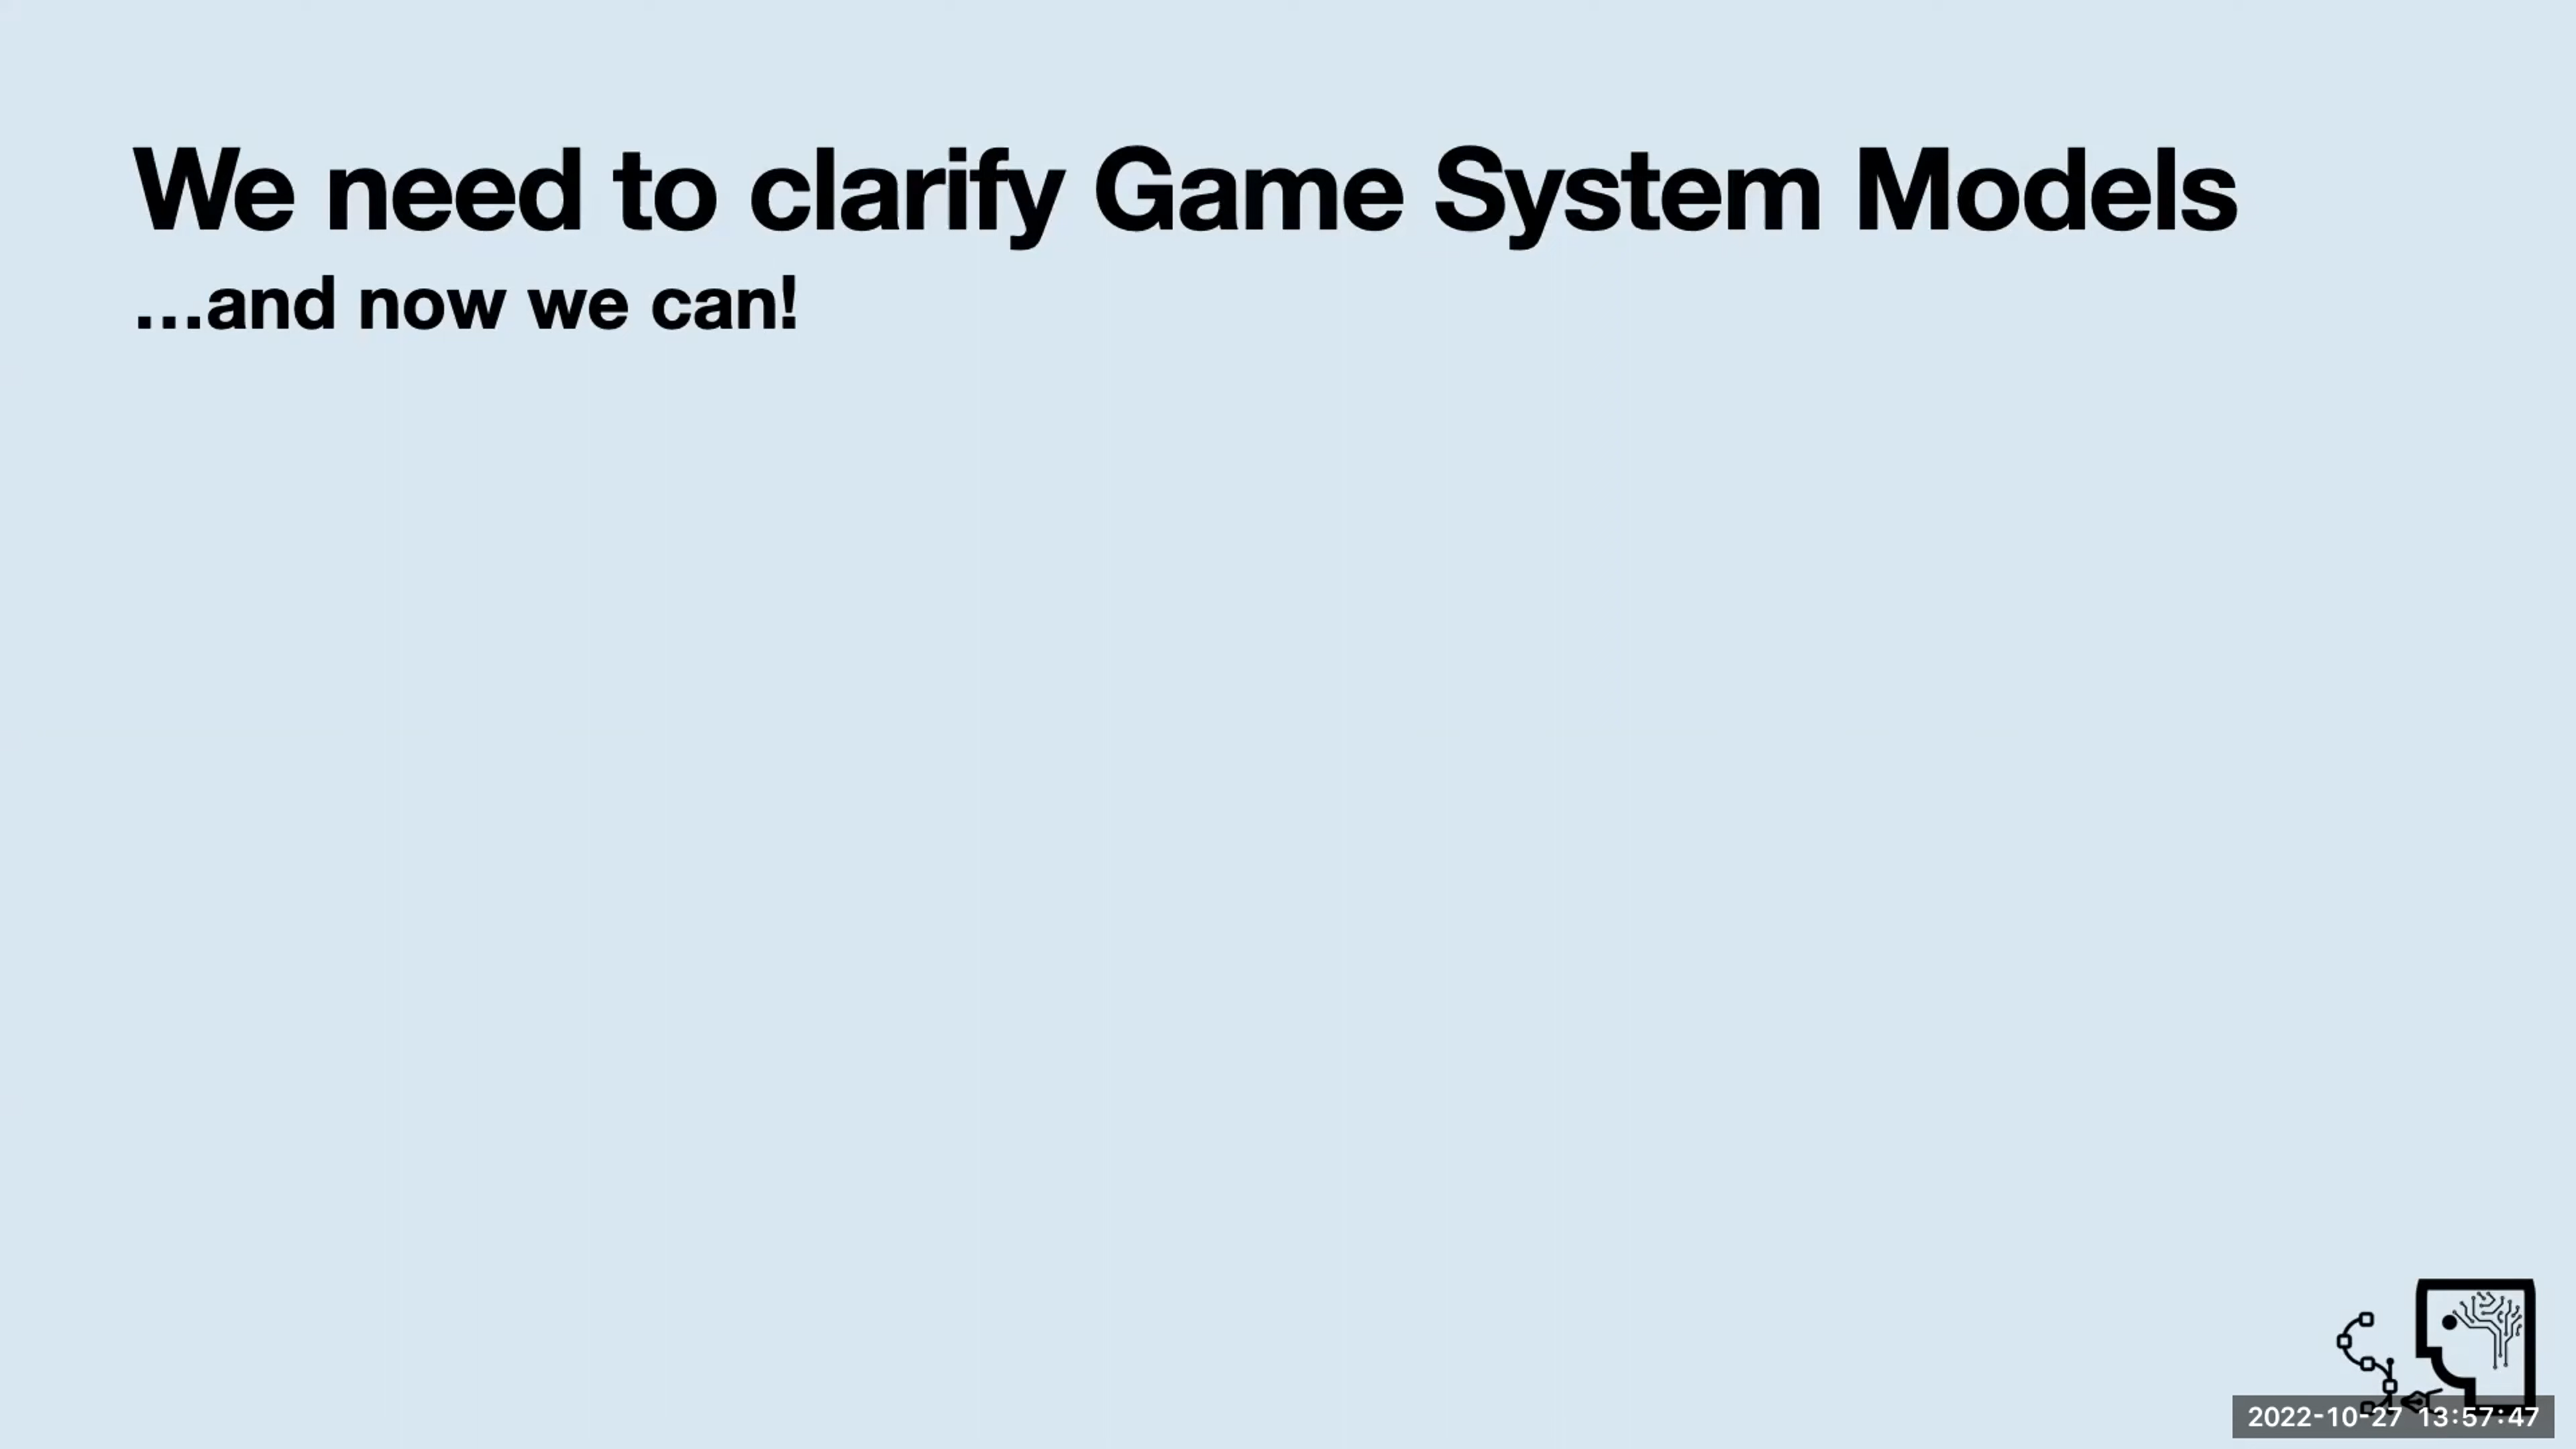 We need to clarify Game System Models
…and now we can!
2022-10-27 13:57:47